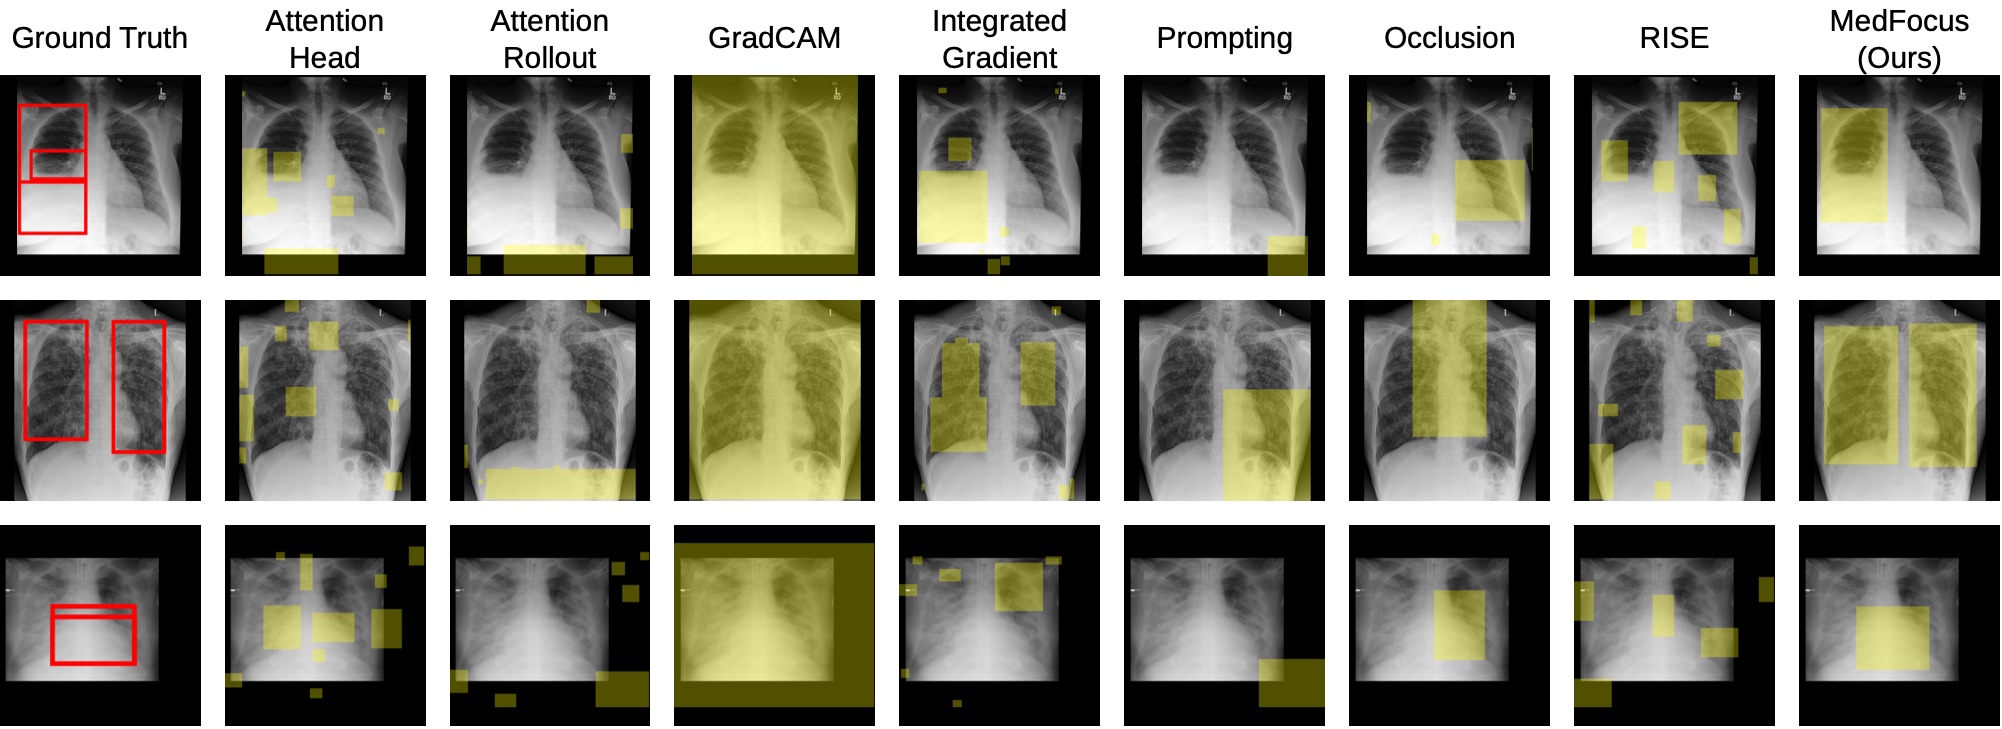 Ground Truth
Attention
Head
Attention
Rollout
GradCAM
Integrated
Gradient
Prompting
Occlusion
RISE
MedFocus
(Ours)